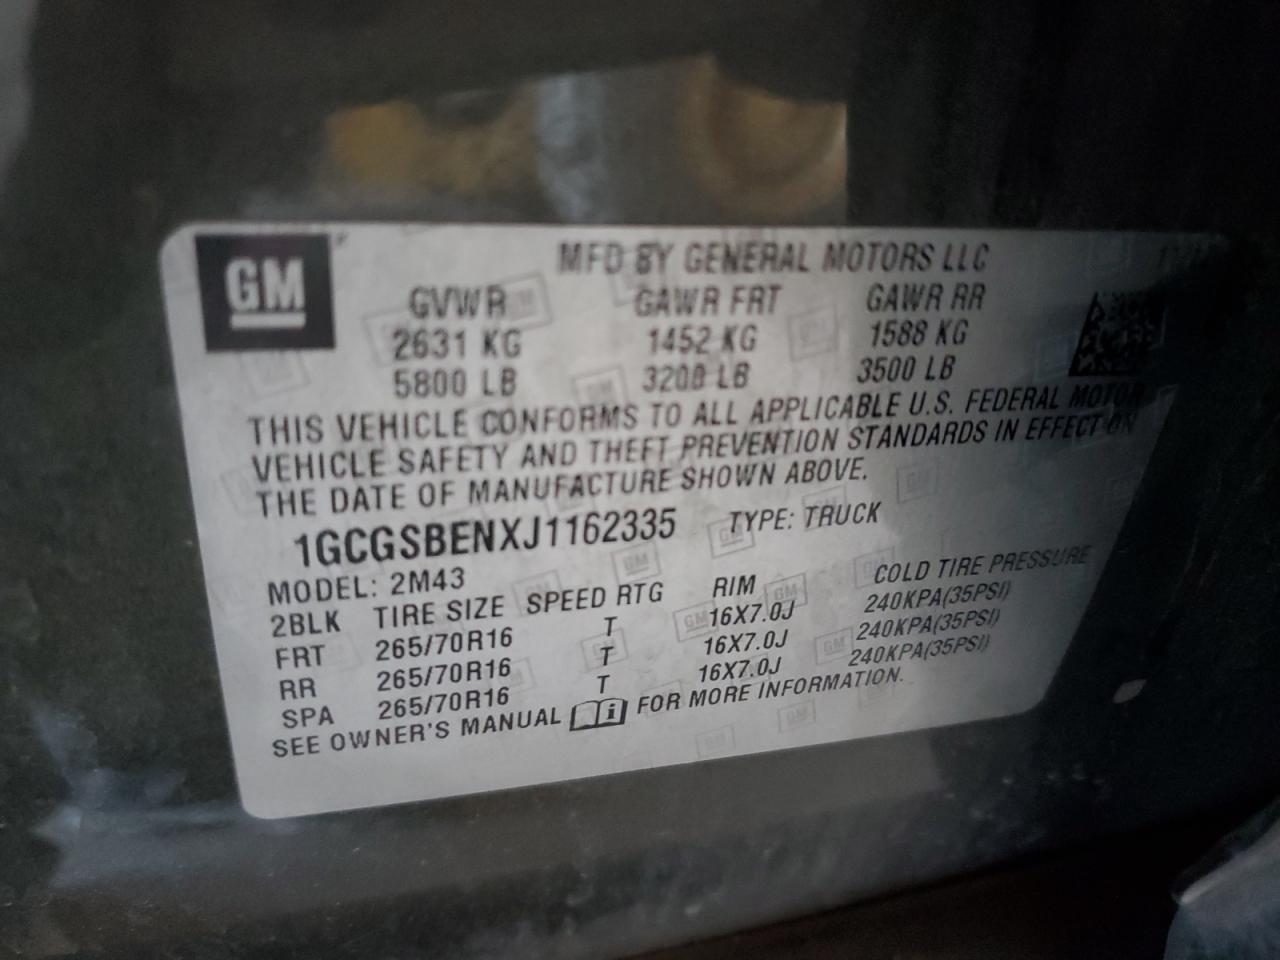 GM
MFD BY GENERAL MOTORS LLC
GVWR GAWR FRT GAWR RR
2631 KG 1452 KG 1588 KG
5800 LB 3200 LB 3500 LB
THIS VEHICLE CONFORMS TO ALL APPLICABLE U.S. FEDERAL MOTOR
VEHICLE SAFETY AND THEFT PREVENTION STANDARDS IN EFFECT ON
THE DATE OF MANUFACTURE SHOWN ABOVE.
1GCGSBENXJ1162335 TYPE: TRUCK
MODEL: 2M43
2BLK TIRE SIZE SPEED RTG RIM COLD TIRE PRESSURE
FRT 265/70R16 T 16X7.0J 240KPA(35PSI)
RR 265/70R16 T 16X7.0J 240KPA(35PSI)
SPA 265/70R16 T 16X7.0J 240KPA(35PSI)
SEE OWNER'S MANUAL i FOR MORE INFORMATION.